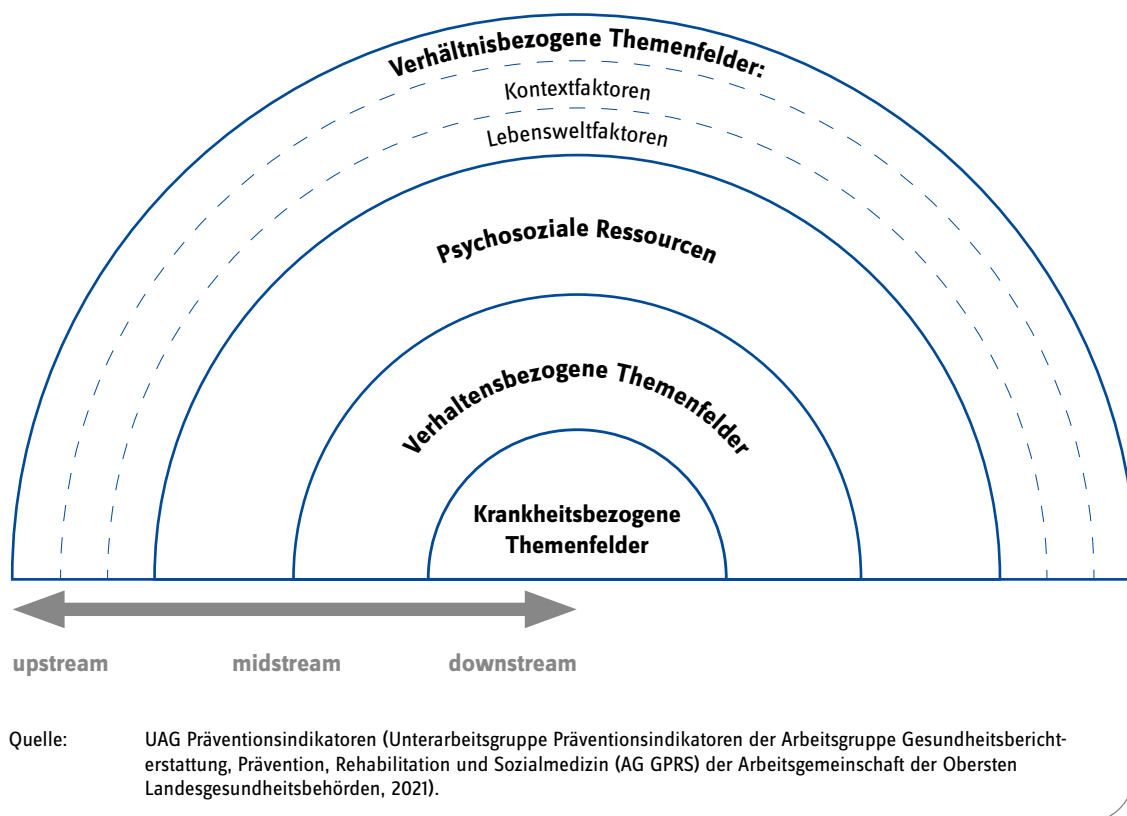 Verhältnisbezogene Themenfelder:
Kontextfaktoren
Lebensweltfaktoren
Psychosoziale Ressourcen
Verhaltensbezogene Themenfelder
Krankheitsbezogene
Themenfelder
upstream midstream downstream
Quelle: UAG Präventionsindikatoren (Unterarbeitsgruppe Präventionsindikatoren der Arbeitsgruppe Gesundheitsbericht-
erstattung, Prävention, Rehabilitation und Sozialmedizin (AG GPRS) der Arbeitsgemeinschaft der Obersten
Landesgesundheitsbehörden, 2021).